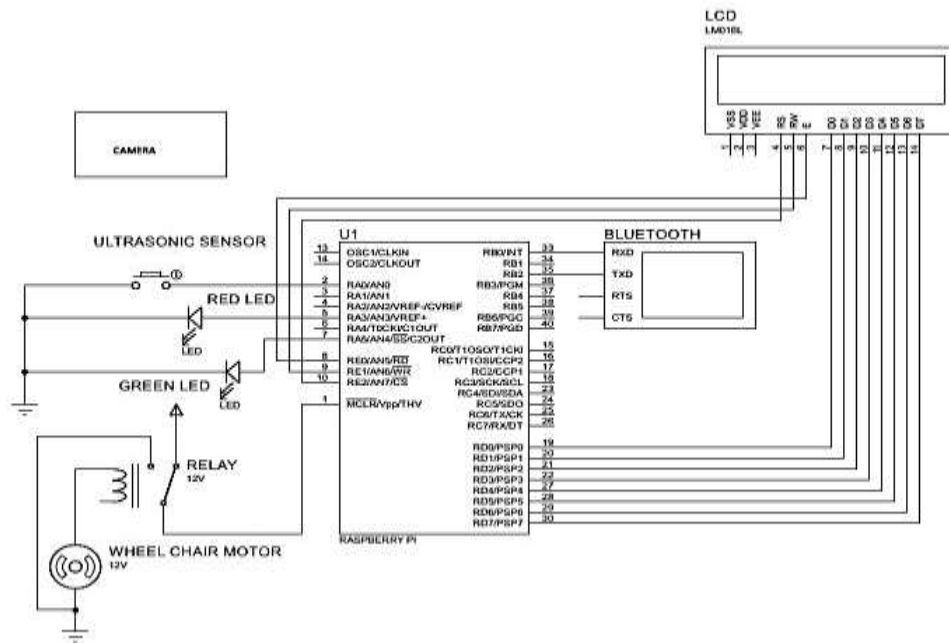 LCD
LM016L
VSS
VDD
VEE
RS
RW
E
D0
D1
D2
D3
D4
D5
D6
D7
1
2
3
4
5
6
7
8
9
10
11
12
13
14
CAMERA
ULTRASONIC SENSOR
RED LED
LED
GREEN LED
LED
RELAY
12V
WHEEL CHAIR MOTOR
12V
U1
13 OSC1/CLKIN
14 OSC2/CLKOUT
2 RA0/AN0
3 RA1/AN1
4 RA2/AN2/VREF-/CVREF
5 RA3/AN3/VREF+
6 RA4/T0CKI/C1OUT
7 RA5/AN4/SS/C2OUT
8 RE0/AN5/RD
9 RE1/AN6/WR
10 RE2/AN7/CS
1 MCLR/Vpp/THV
RB0/INT 33
RB1 34
RB2 35
RB3/PGM 36
RB4 37
RB5 38
RB6/PGC 39
RB7/PGD 40
RC0/T1OSO/T1CKI 15
RC1/T1OSI/CCP2 16
RC2/CCP1 17
RC3/SCK/SCL 18
RC4/SDI/SDA 23
RC5/SDO 24
RC6/TX/CK 25
RC7/RX/DT 26
RD0/PSP0 19
RD1/PSP1 20
RD2/PSP2 21
RD3/PSP3 22
RD4/PSP4 27
RD5/PSP5 28
RD6/PSP6 29
RD7/PSP7 30
RASPBERRY PI
BLUETOOTH
RXD
TXD
RTS
CTS